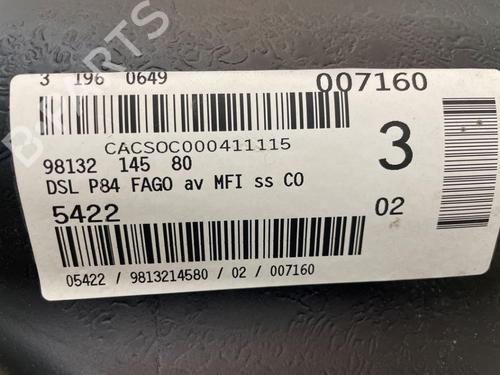 3 196 0649 007160
CACSOC000411115
98132 145 80
3
DSL P84 FAGO av MFI ss CO
5422 02
05422 / 9813214580 / 02 / 007160
B-PARTS